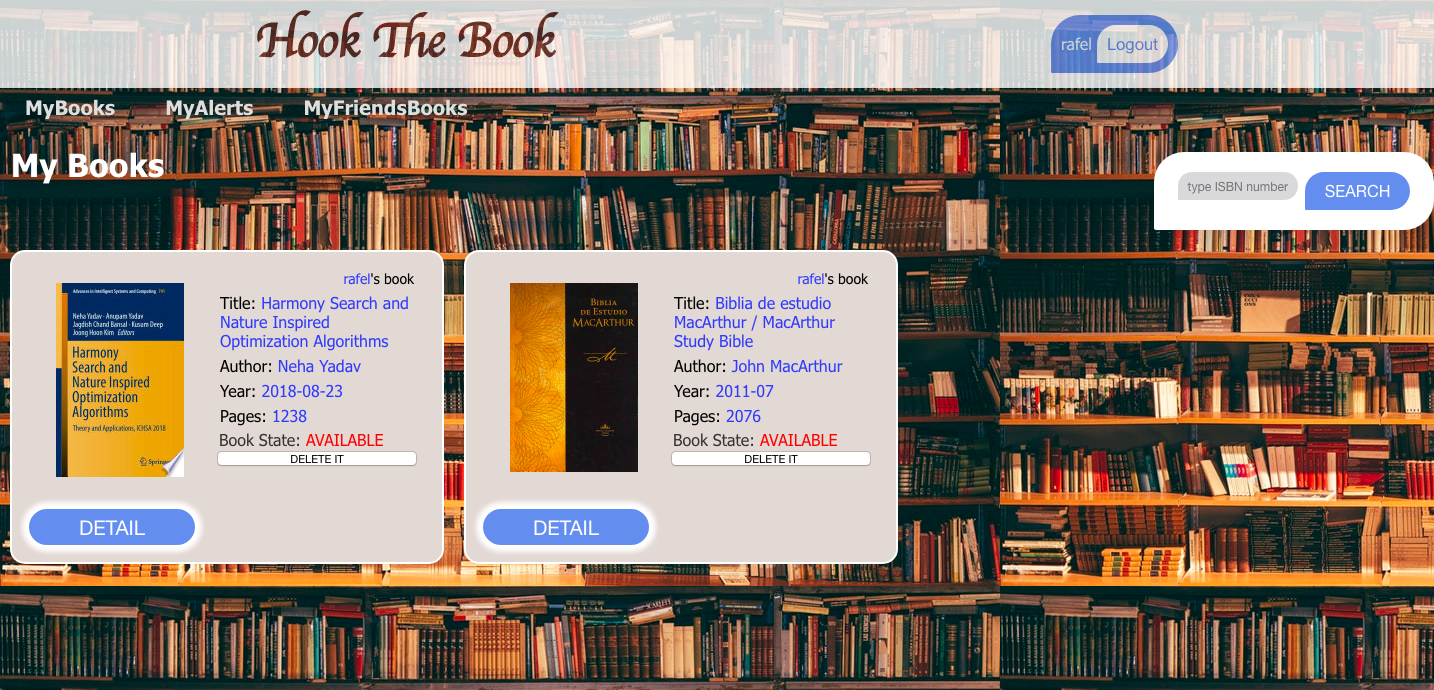 Hook The Book
rafel Logout
MyBooks MyAlerts MyFriendsBooks
My Books
type ISBN number SEARCH
rafel's book
Advances in Intelligent Systems and Computing 741
Neha Yadav · Anupam Yadav
Jagdish Chand Bansal · Kusum Deep
Joong Hoon Kim Editors
Harmony
Search and
Nature Inspired
Optimization
Algorithms
Theory and Applications, ICHSA 2018
Springer
Title: Harmony Search and
Nature Inspired
Optimization Algorithms
Author: Neha Yadav
Year: 2018-08-23
Pages: 1238
Book State: AVAILABLE
DELETE IT
DETAIL
rafel's book
BIBLIA
DE ESTUDIO
MACARTHUR
Title: Biblia de estudio
MacArthur / MacArthur
Study Bible
Author: John MacArthur
Year: 2011-07
Pages: 2076
Book State: AVAILABLE
DELETE IT
DETAIL